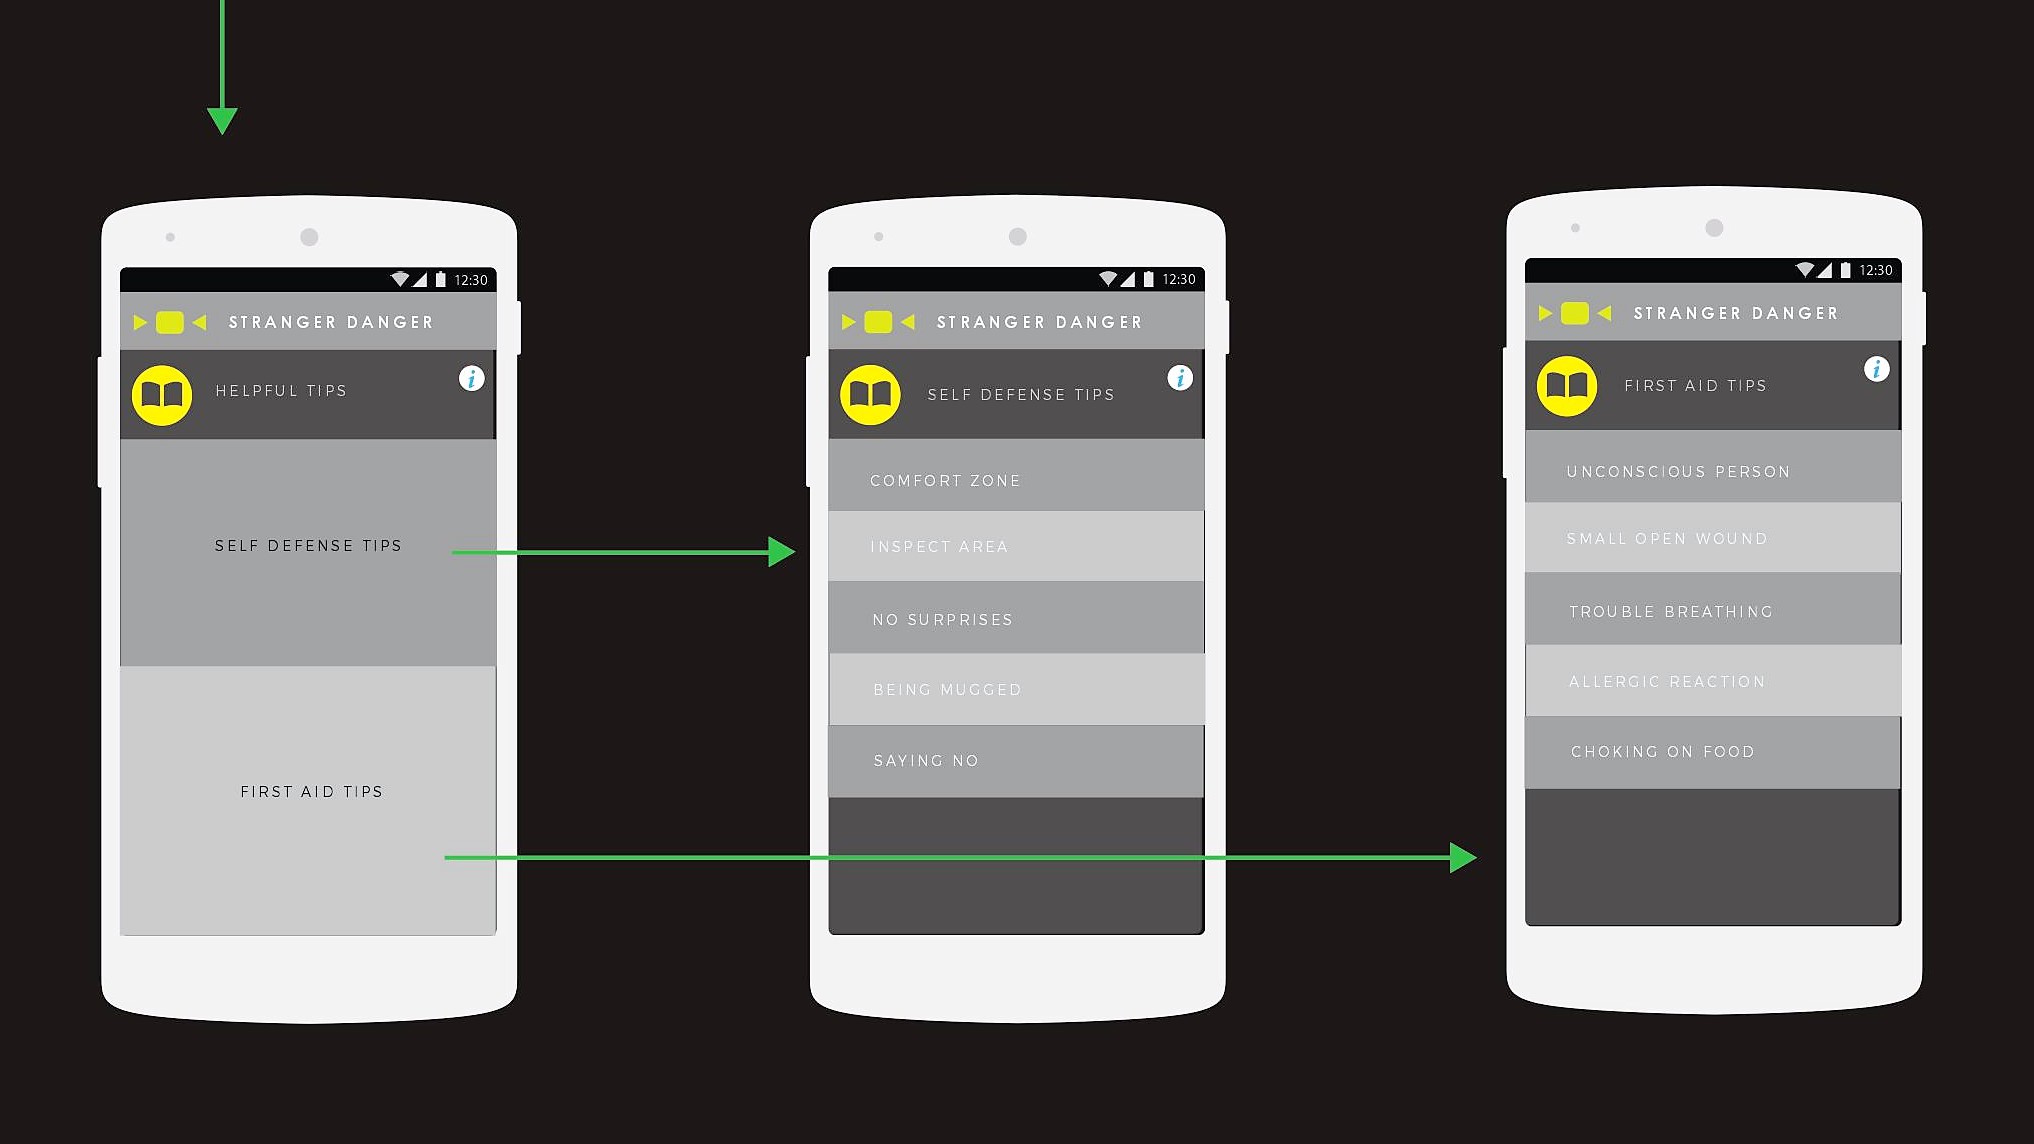 12:30
STRANGER DANGER
HELPFUL TIPS
i
SELF DEFENSE TIPS
FIRST AID TIPS
12:30
STRANGER DANGER
SELF DEFENSE TIPS
i
COMFORT ZONE
INSPECT AREA
NO SURPRISES
BEING MUGGED
SAYING NO
12:30
STRANGER DANGER
FIRST AID TIPS
i
UNCONSCIOUS PERSON
SMALL OPEN WOUND
TROUBLE BREATHING
ALLERGIC REACTION
CHOKING ON FOOD